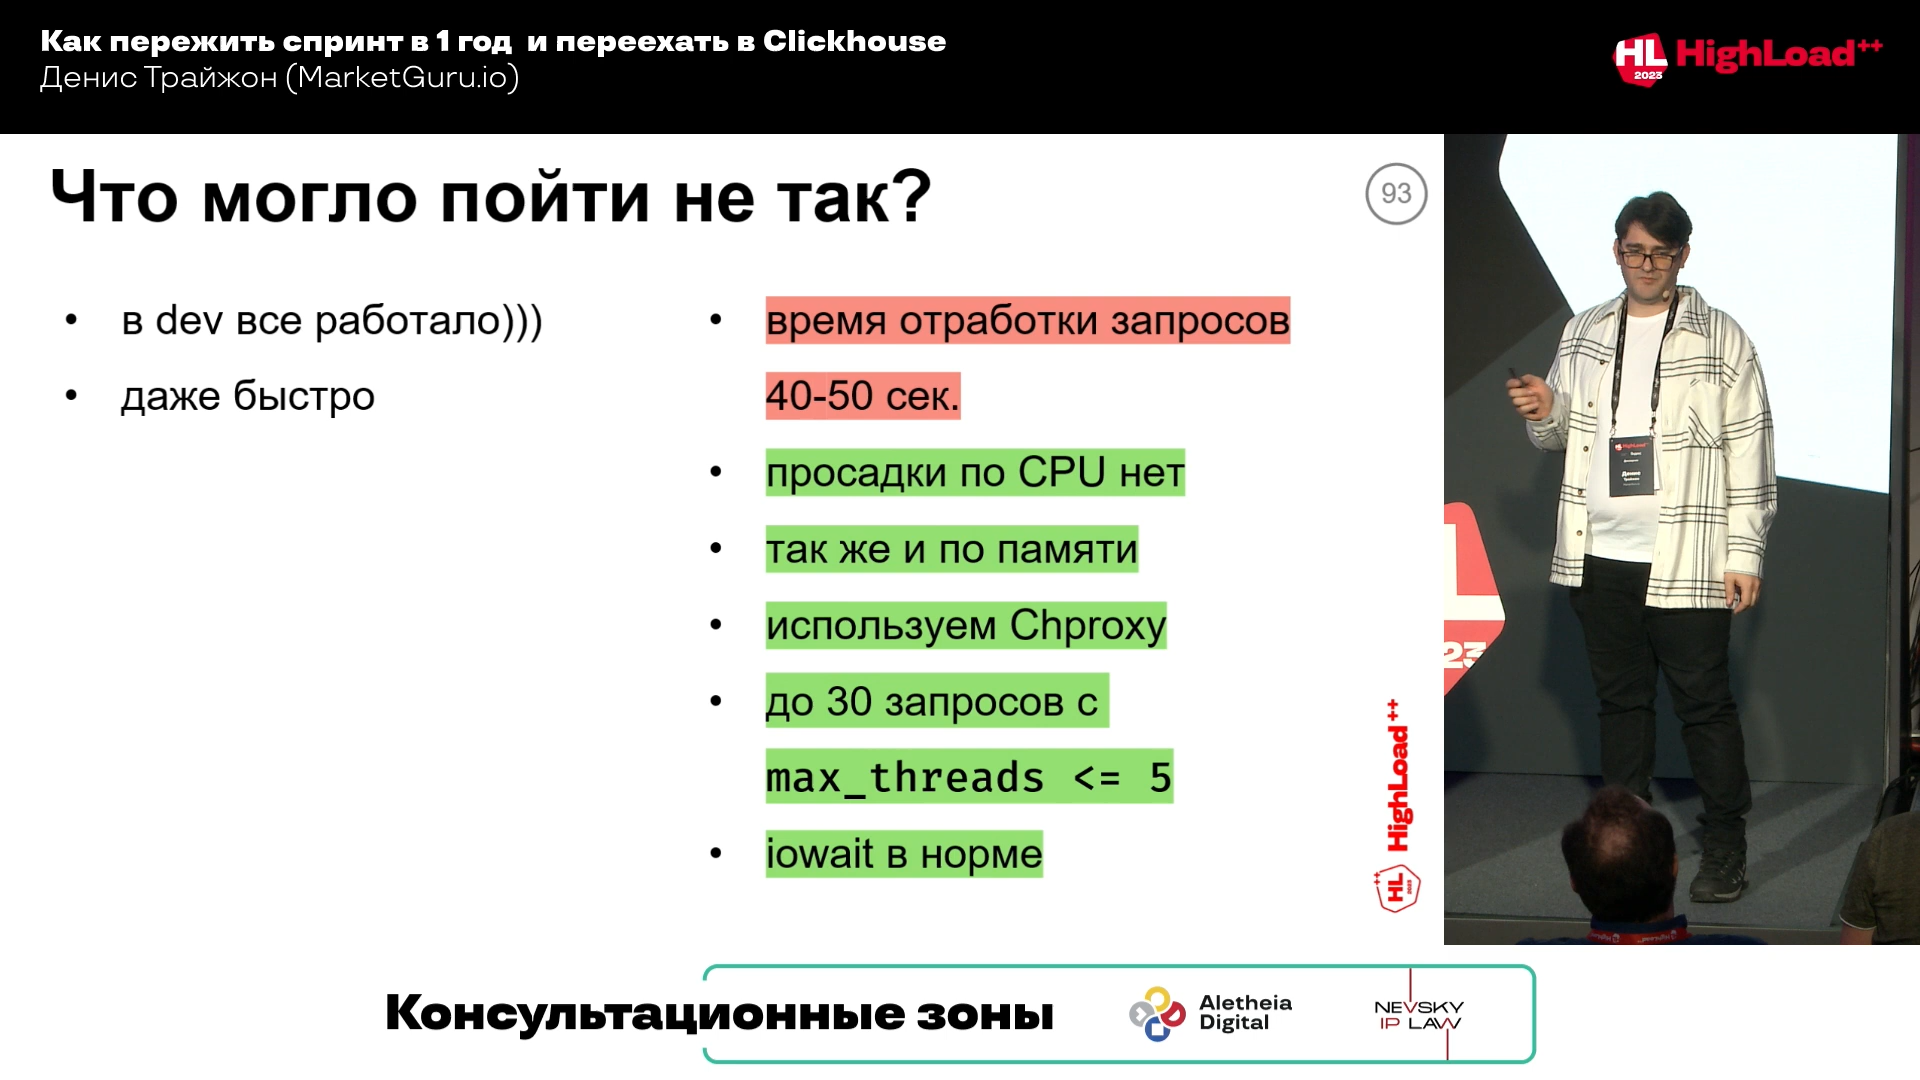 Как пережить спринт в 1 год и переехать в Clickhouse
Денис Трайжон (MarketGuru.io)
HL
2023
HighLoad++
Что могло пойти не так?
93
• в dev все работало)))
• даже быстро
• время отработки запросов
40-50 сек.
• просадки по CPU нет
• так же и по памяти
• используем Chproxy
• до 30 запросов с
max_threads <= 5
• iowait в норме
HighLoad++
HL
Консультационные зоны
Aletheia
Digital
NEVSKY
IP LAW